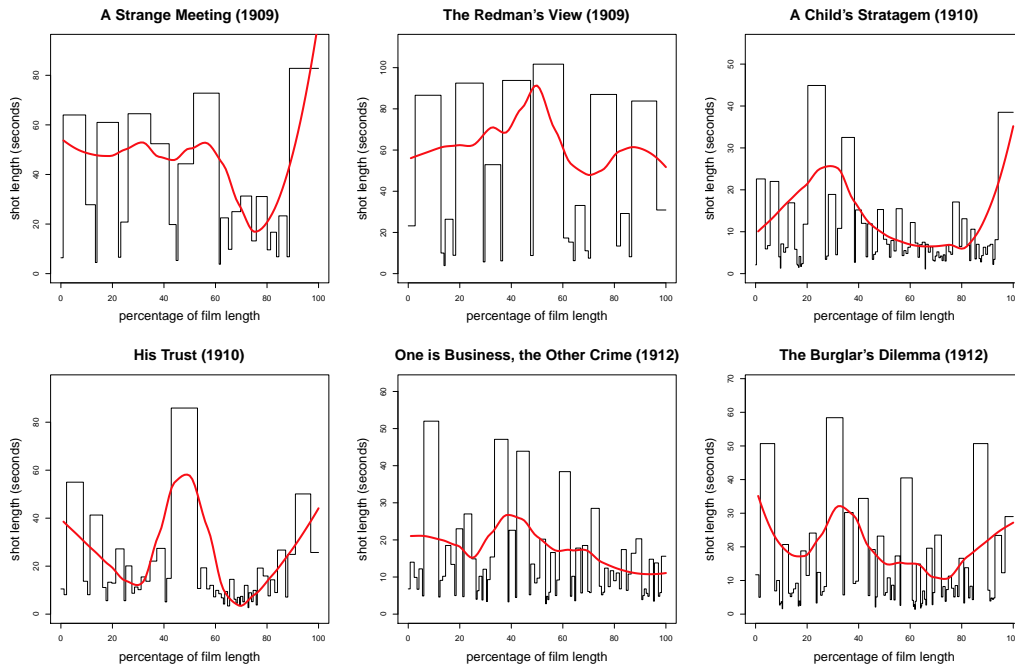 A Strange Meeting (1909)
shot length (seconds)
0 20 40 60 80
0 20 40 60 80 100
percentage of film length
The Redman's View (1909)
shot length (seconds)
0 20 40 60 80 100
0 20 40 60 80 100
percentage of film length
A Child's Stratagem (1910)
shot length (seconds)
0 10 20 30 40 50
0 20 40 60 80 100
percentage of film length
His Trust (1910)
shot length (seconds)
0 20 40 60 80
0 20 40 60 80 100
percentage of film length
One is Business, the Other Crime (1912)
shot length (seconds)
0 10 20 30 40 50 60
0 20 40 60 80 100
percentage of film length
The Burglar's Dilemma (1912)
shot length (seconds)
0 10 20 30 40 50 60 70
0 20 40 60 80 100
percentage of film length